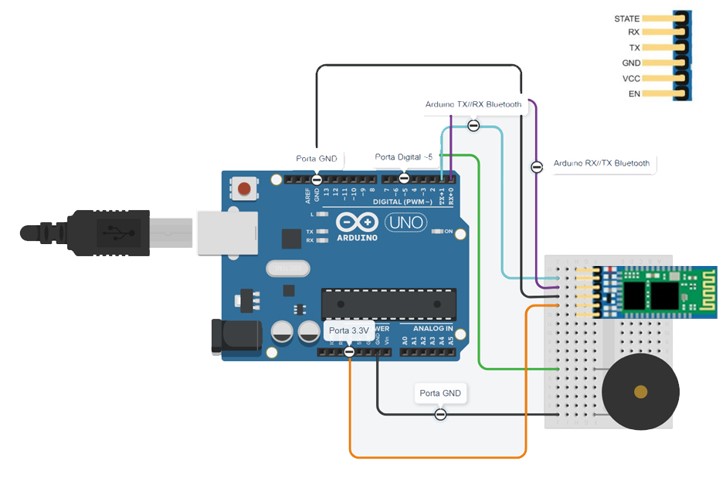 STATE
RX
TX
GND
VCC
EN
Arduino TX//RX Bluetooth
Arduino RX//TX Bluetooth
Porta GND
Porta Digital ~5
AREF
GND
13
12
~11
~10
~9
8
7
~6
~5
4
~3
2
TX→1
RX←0
DIGITAL (PWM~)
L
TX
RX
UNO
ARDUINO
ON
Porta 3.3V
WER
ANALOG IN
Vin
A0
A1
A2
A3
A4
A5
Porta GND